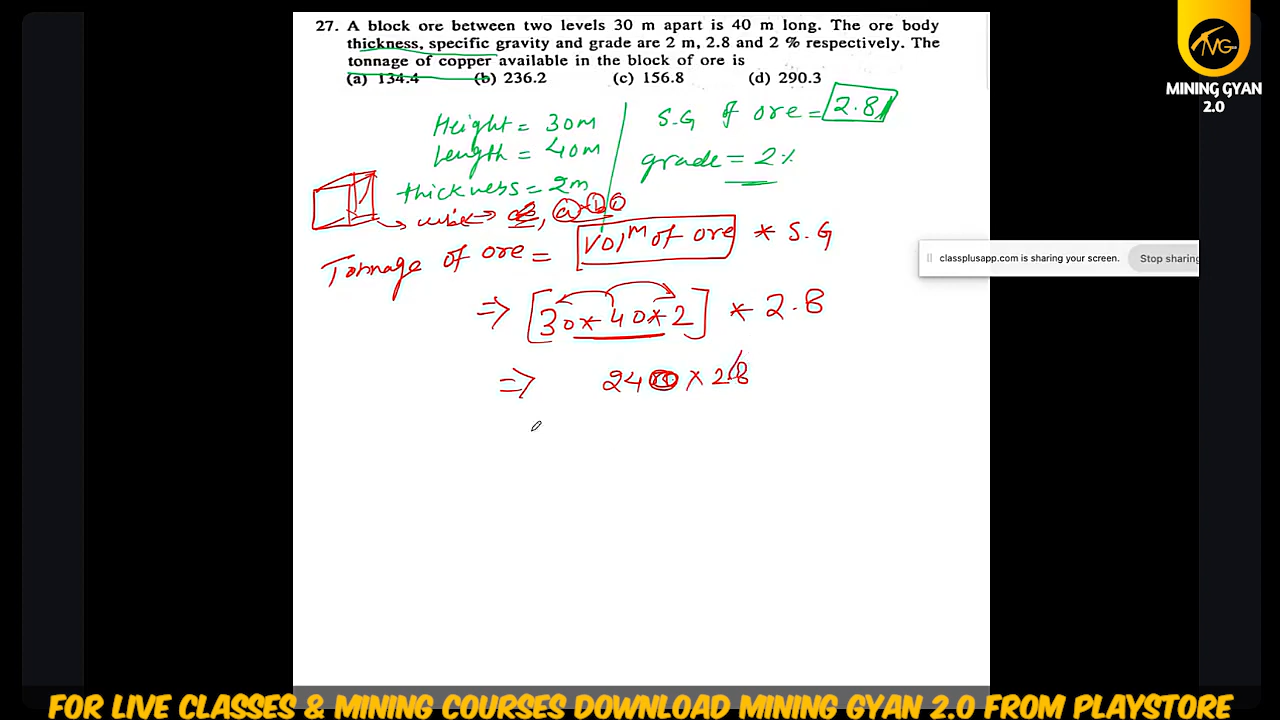 27. A block ore between two levels 30 m apart is 40 m long. The ore body
thickness, specific gravity and grade are 2 m, 2.8 and 2 % respectively. The
tonnage of copper available in the block of ore is
(a) 134.4 (b) 236.2 (c) 156.8 (d) 290.3
TMG
MINING GYAN
2.0
Height = 30m
Length = 40m
thickness = 2m
S.G of ore = 2.8
grade = 2%
a b c
Tonnage of ore = Vol^m of ore * S.G
⇒ [30*40*2] * 2.8
⇒ 24 × 28
classplusapp.com is sharing your screen.
Stop sharing
FOR LIVE CLASSES & MINING COURSES DOWNLOAD MINING GYAN 2.0 FROM PLAYSTORE